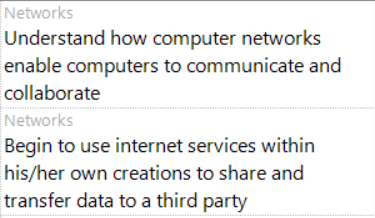 Networks
Understand how computer networks
enable computers to communicate and
collaborate
Networks
Begin to use internet services within
his/her own creations to share and
transfer data to a third party